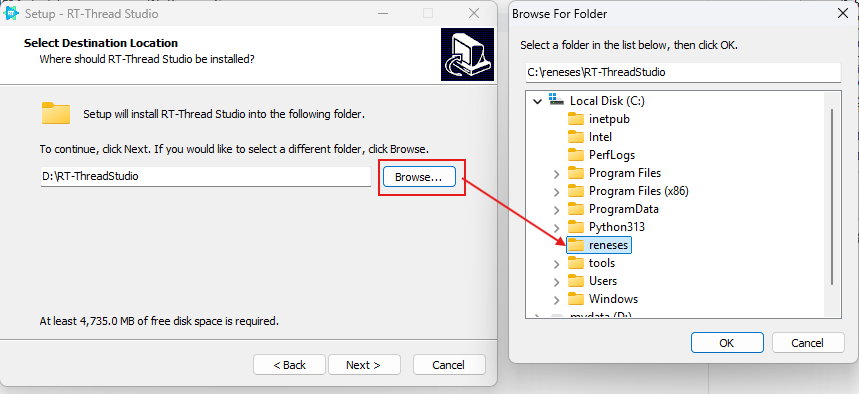 Setup - RT-Thread Studio
Select Destination Location
Where should RT-Thread Studio be installed?
Setup will install RT-Thread Studio into the following folder.
To continue, click Next. If you would like to select a different folder, click Browse.
D:\RT-ThreadStudio
Browse...
At least 4,735.0 MB of free disk space is required.
< Back
Next >
Cancel
Browse For Folder
Select a folder in the list below, then click OK.
C:\reneses\RT-ThreadStudio
Local Disk (C:)
inetpub
Intel
PerfLogs
Program Files
Program Files (x86)
ProgramData
Python313
reneses
tools
Users
Windows
mydata (D:)
OK
Cancel